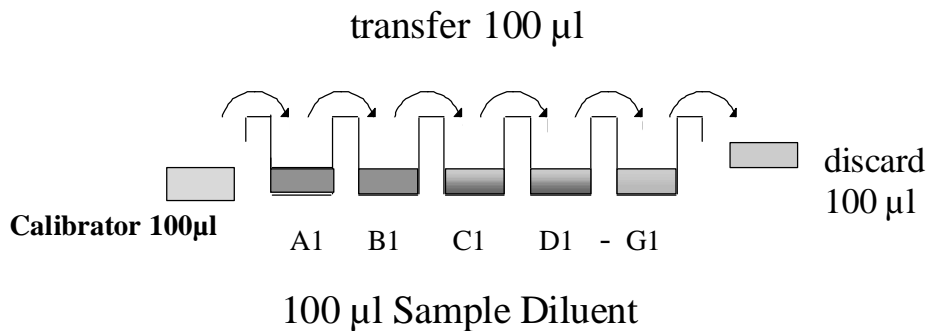 transfer 100 µl
discard
100 µl
Calibrator 100µl
A1 B1 C1 D1 - G1
100 µl Sample Diluent